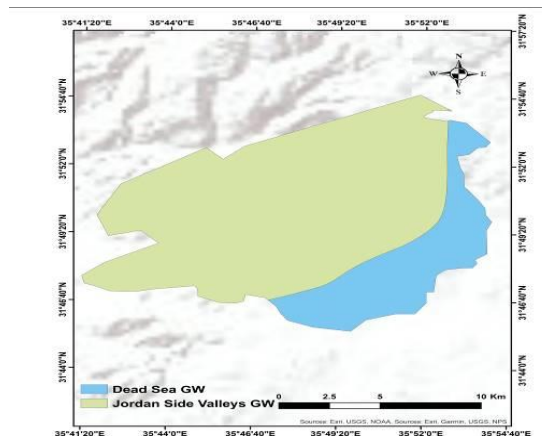 35°41'20"E 35°44'0"E 35°46'40"E 35°49'20"E 35°52'0"E
31°57'20"N
N
W E
S
31°54'40"N 31°54'40"N
31°52'0"N 31°52'0"N
31°49'20"N 31°49'20"N
31°46'40"N 31°46'40"N
31°44'0"N 31°44'0"N
Dead Sea GW
Jordan Side Valleys GW
0 2.5 5 10 Km
Sources: Esri, USGS, NOAA, Sources: Esri, Garmin, USGS, NPS
35°41'20"E 35°44'0"E 35°46'40"E 35°49'20"E 35°52'0"E 35°54'40"E